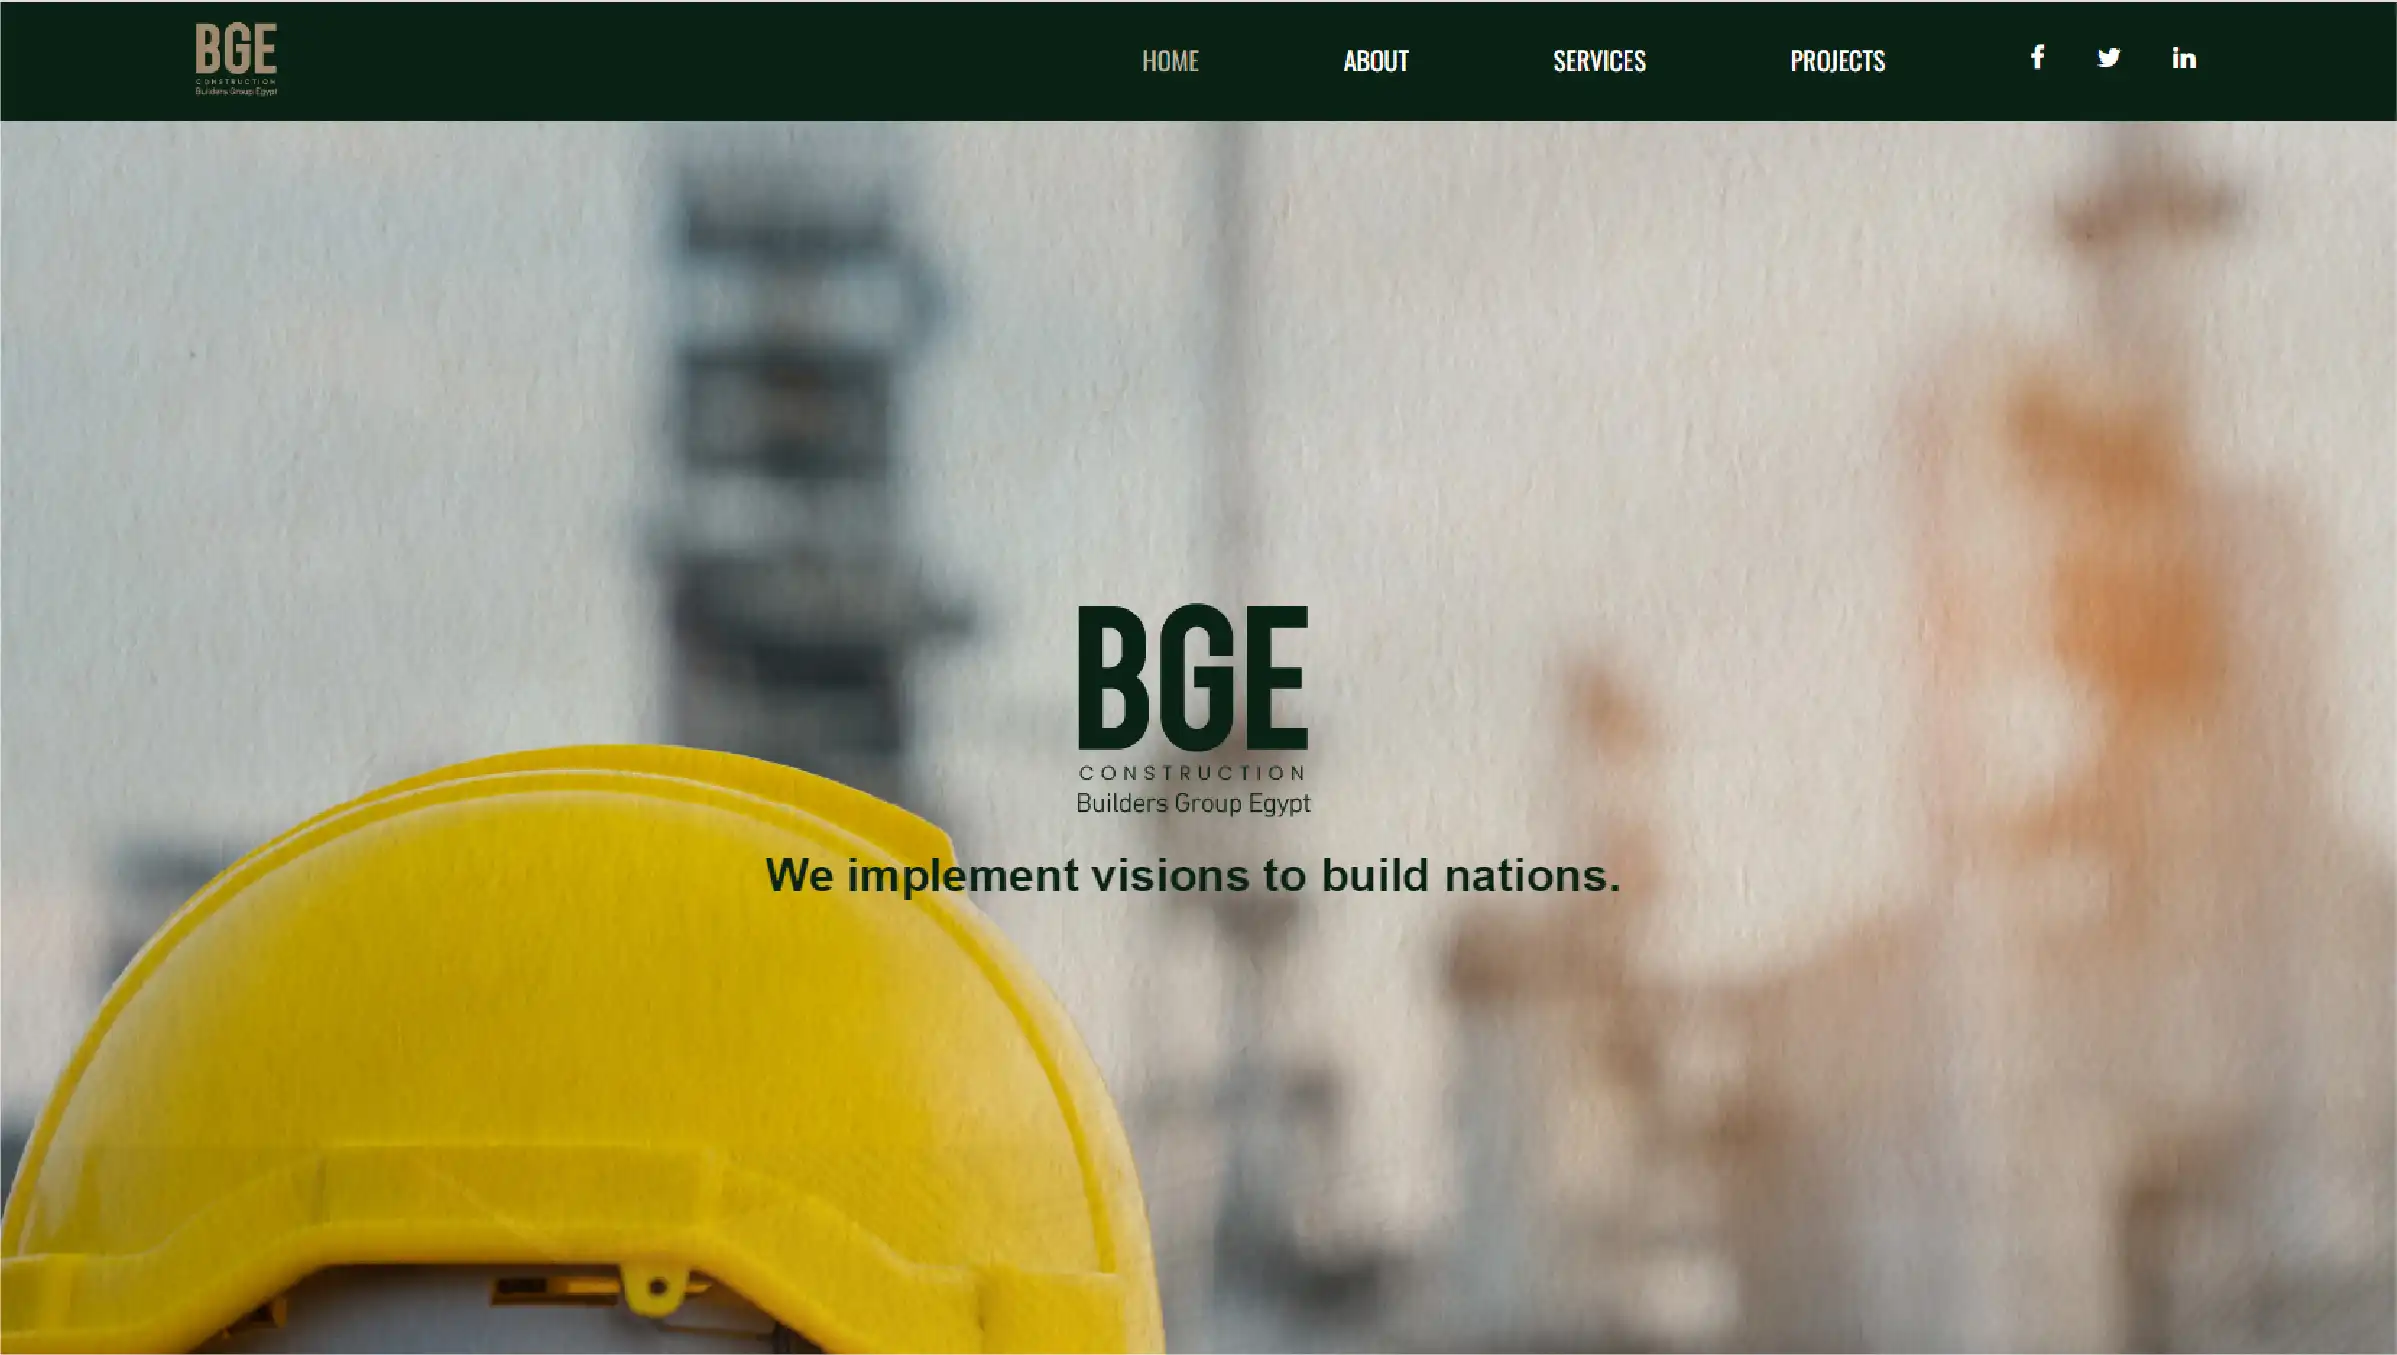 BGE
CONSTRUCTION
Builders Group Egypt
HOME
ABOUT
SERVICES
PROJECTS
BGE
CONSTRUCTION
Builders Group Egypt
We implement visions to build nations.